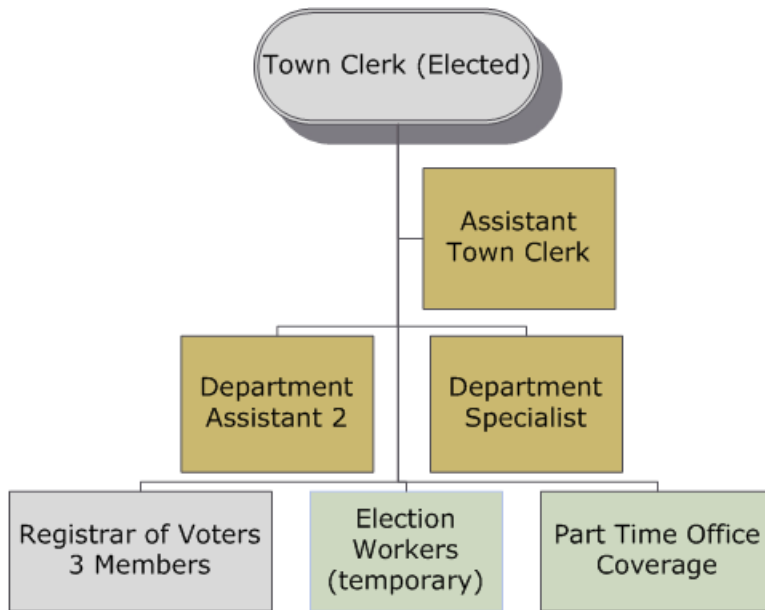 Town Clerk (Elected)
Assistant
Town Clerk
Department
Assistant 2
Department
Specialist
Registrar of Voters
3 Members
Election
Workers
(temporary)
Part Time Office
Coverage